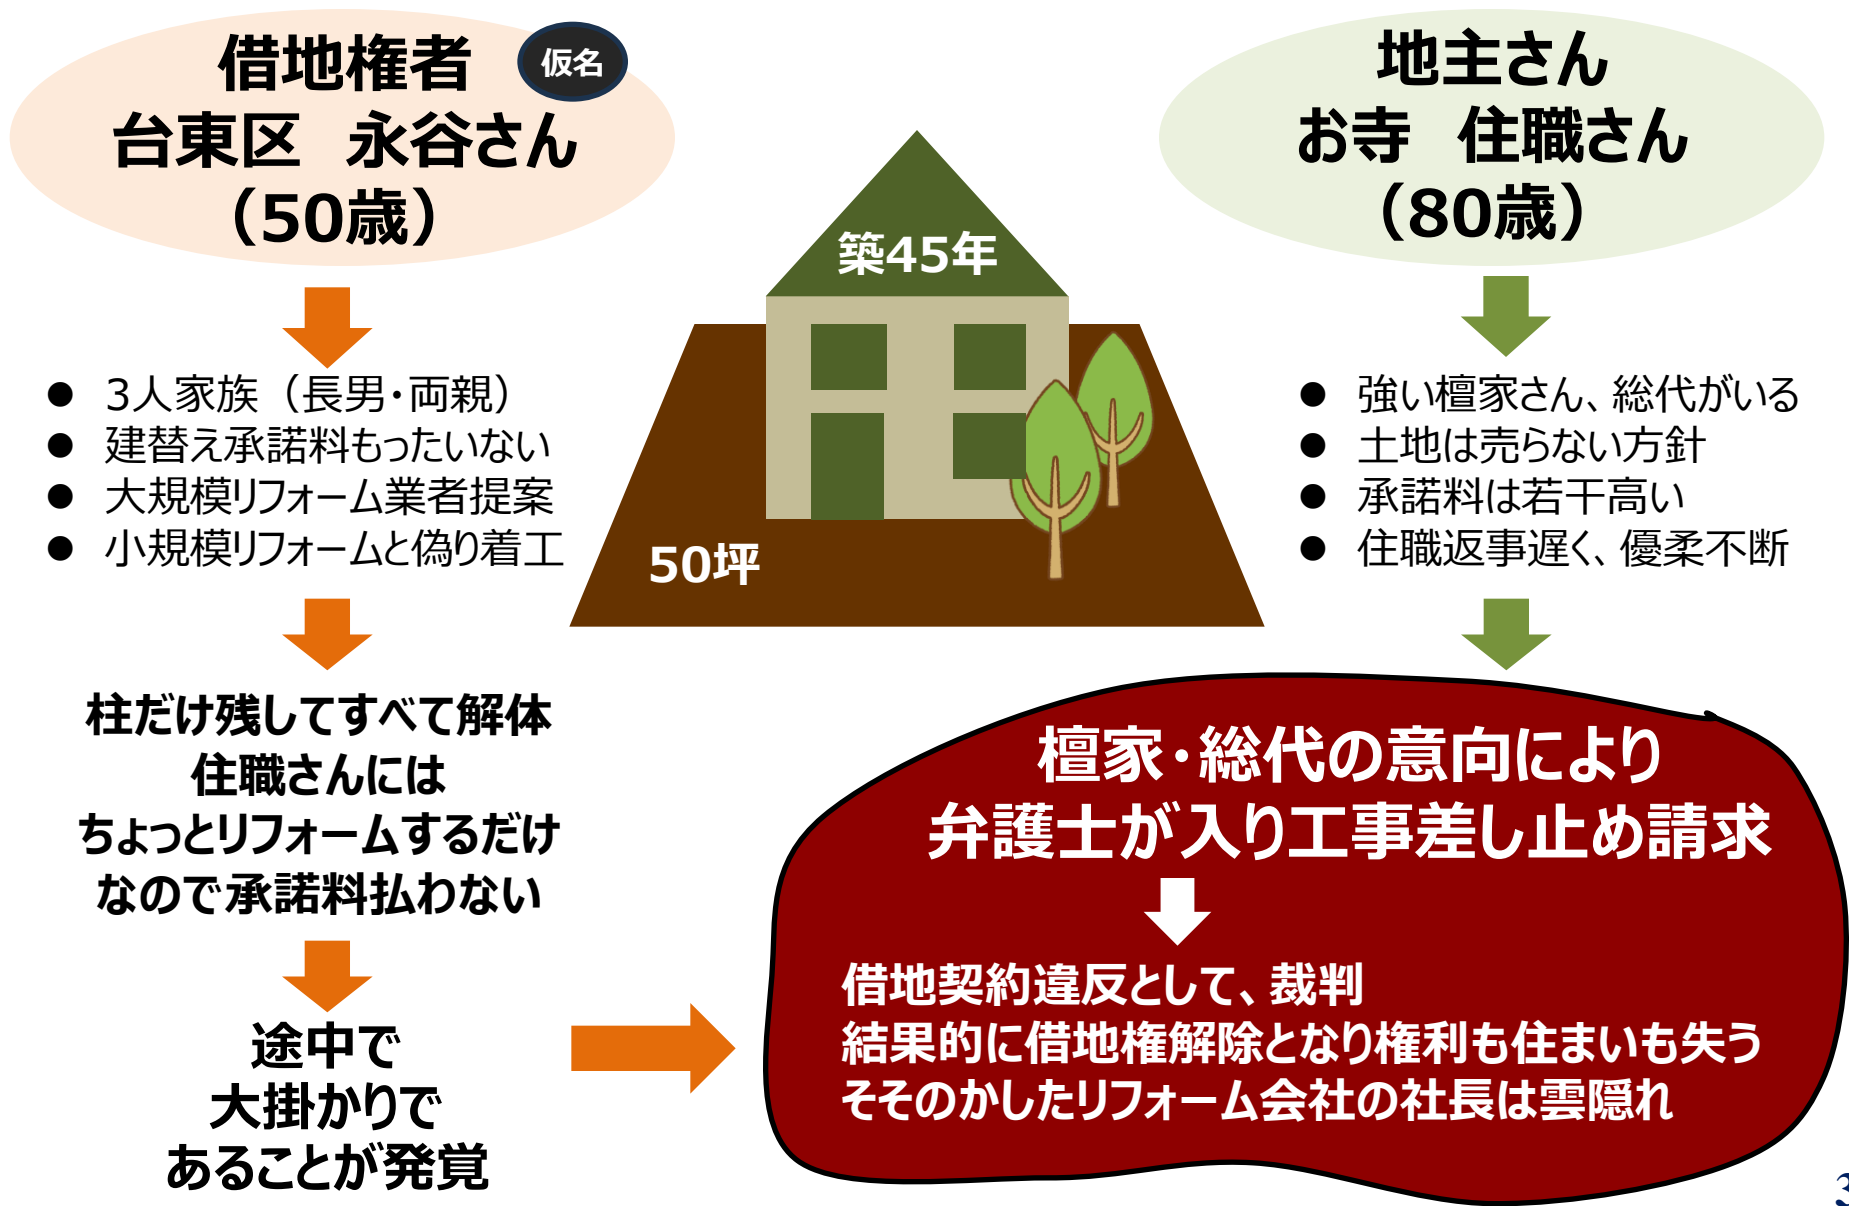 借地権者
仮名
台東区　永谷さん
（50歳）
地主さん
お寺　住職さん
（80歳）
築45年
50坪
● 3人家族（長男・両親）
● 建替え承諾料もったいない
● 大規模リフォーム業者提案
● 小規模リフォームと偽り着工
● 強い檀家さん、総代がいる
● 土地は売らない方針
● 承諾料は若干高い
● 住職返事遅く、優柔不断
柱だけ残してすべて解体
住職さんには
ちょっとリフォームするだけ
なので承諾料払わない
途中で
大掛かりで
あることが発覚
檀家・総代の意向により
弁護士が入り工事差し止め請求
借地契約違反として、裁判
結果的に借地権解除となり権利も住まいも失う
そそのかしたリフォーム会社の社長は雲隠れ